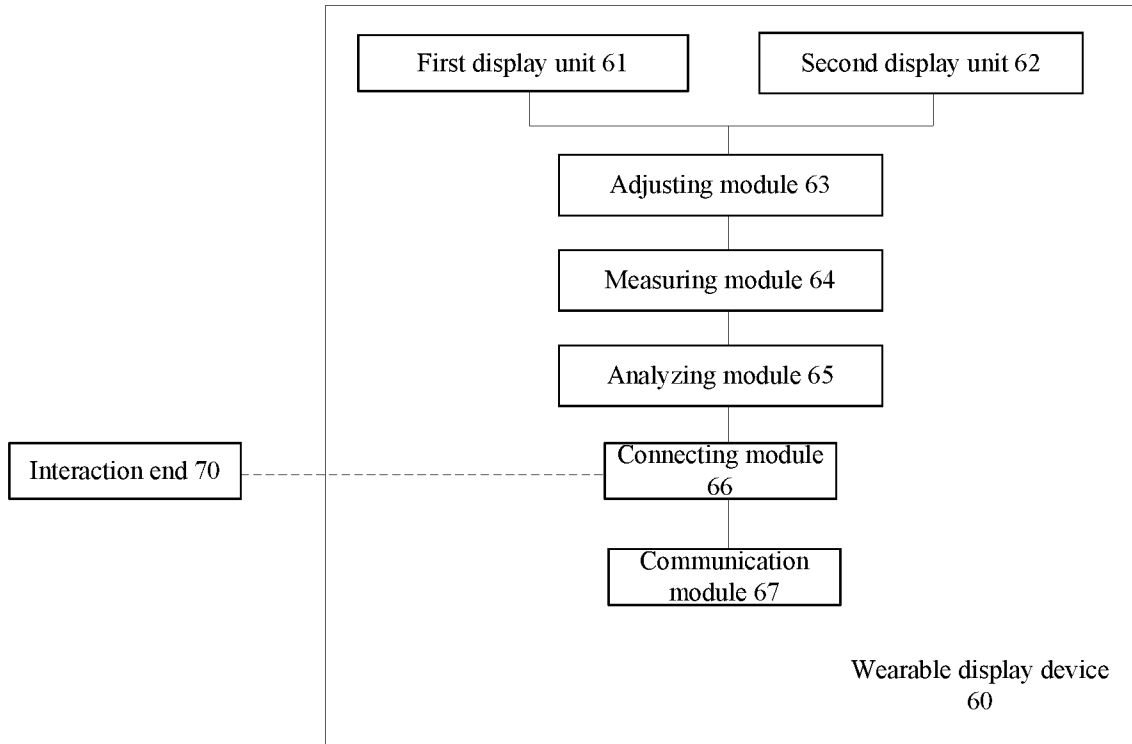 First display unit 61
Second display unit 62
Adjusting module 63
Measuring module 64
Analyzing module 65
Interaction end 70
Connecting module
66
Communication
module 67
Wearable display device
60